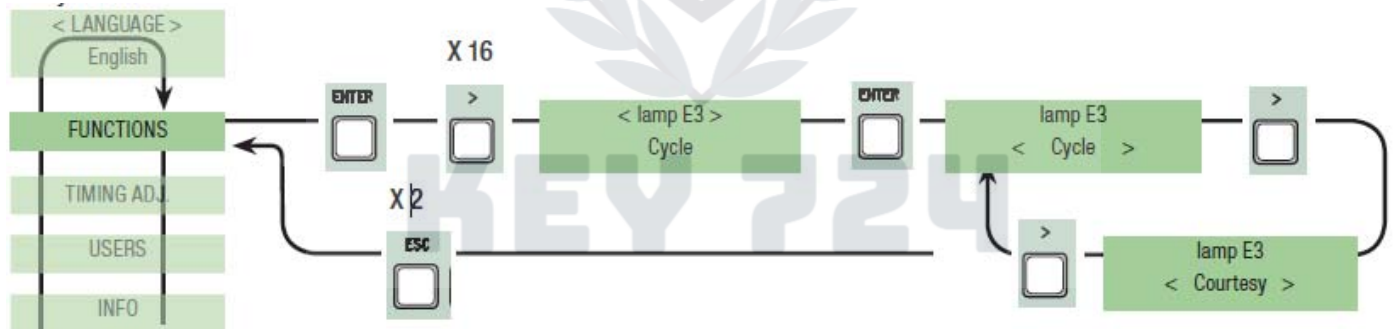 < LANGUAGE >
English
X 16
ENTER
>
< lamp E3 >
Cycle
ENTER
lamp E3
< Cycle >
>
FUNCTIONS
TIMING ADJ.
USERS
INFO
X 2
ESC
>
lamp E3
< Courtesy >
KEY 724